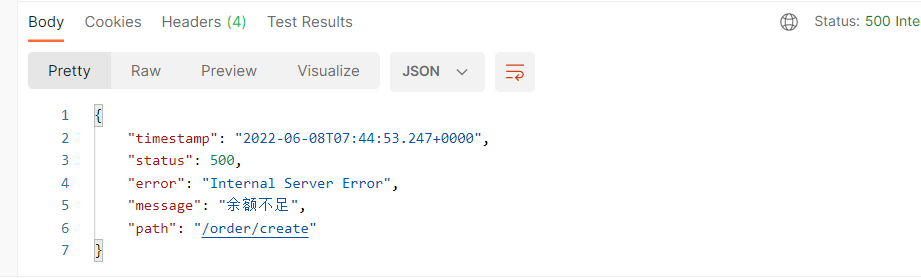 Body Cookies Headers (4) Test Results Status: 500 Inte
Pretty Raw Preview Visualize JSON
1 {
2 "timestamp": "2022-06-08T07:44:53.247+0000",
3 "status": 500,
4 "error": "Internal Server Error",
5 "message": "余额不足",
6 "path": "/order/create"
7 }